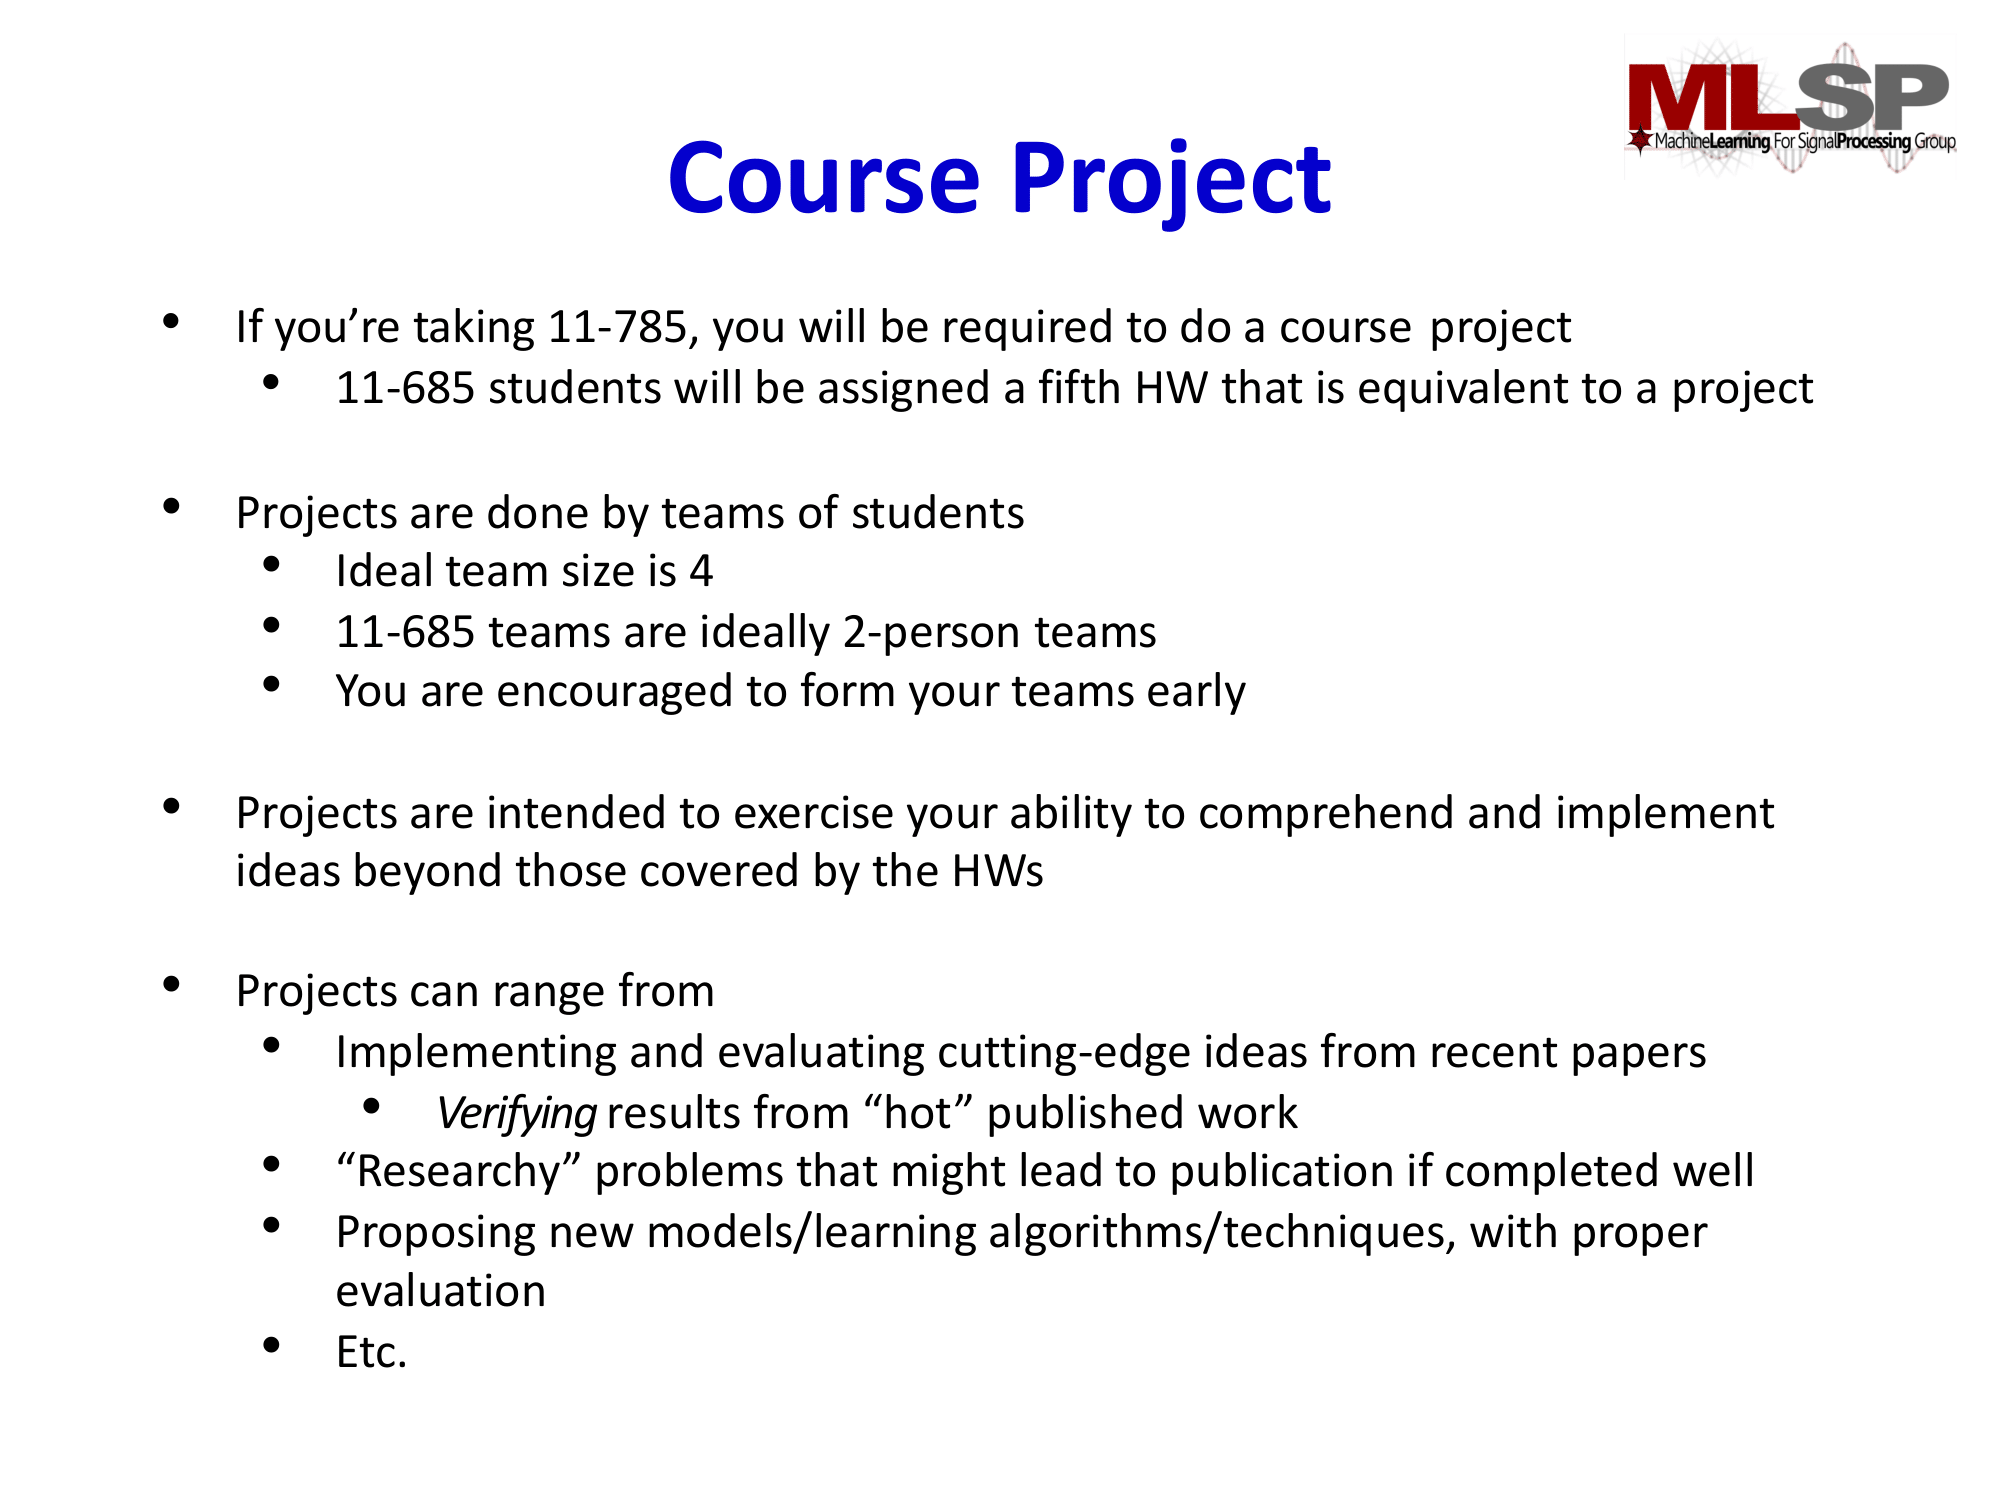 MLSP
MachineLearning For SignalProcessing Group
Course Project
• If you’re taking 11-785, you will be required to do a course project
• 11-685 students will be assigned a fifth HW that is equivalent to a project
• Projects are done by teams of students
• Ideal team size is 4
• 11-685 teams are ideally 2-person teams
• You are encouraged to form your teams early
• Projects are intended to exercise your ability to comprehend and implement
ideas beyond those covered by the HWs
• Projects can range from
• Implementing and evaluating cutting-edge ideas from recent papers
• Verifying results from “hot” published work
• “Researchy” problems that might lead to publication if completed well
• Proposing new models/learning algorithms/techniques, with proper
evaluation
• Etc.